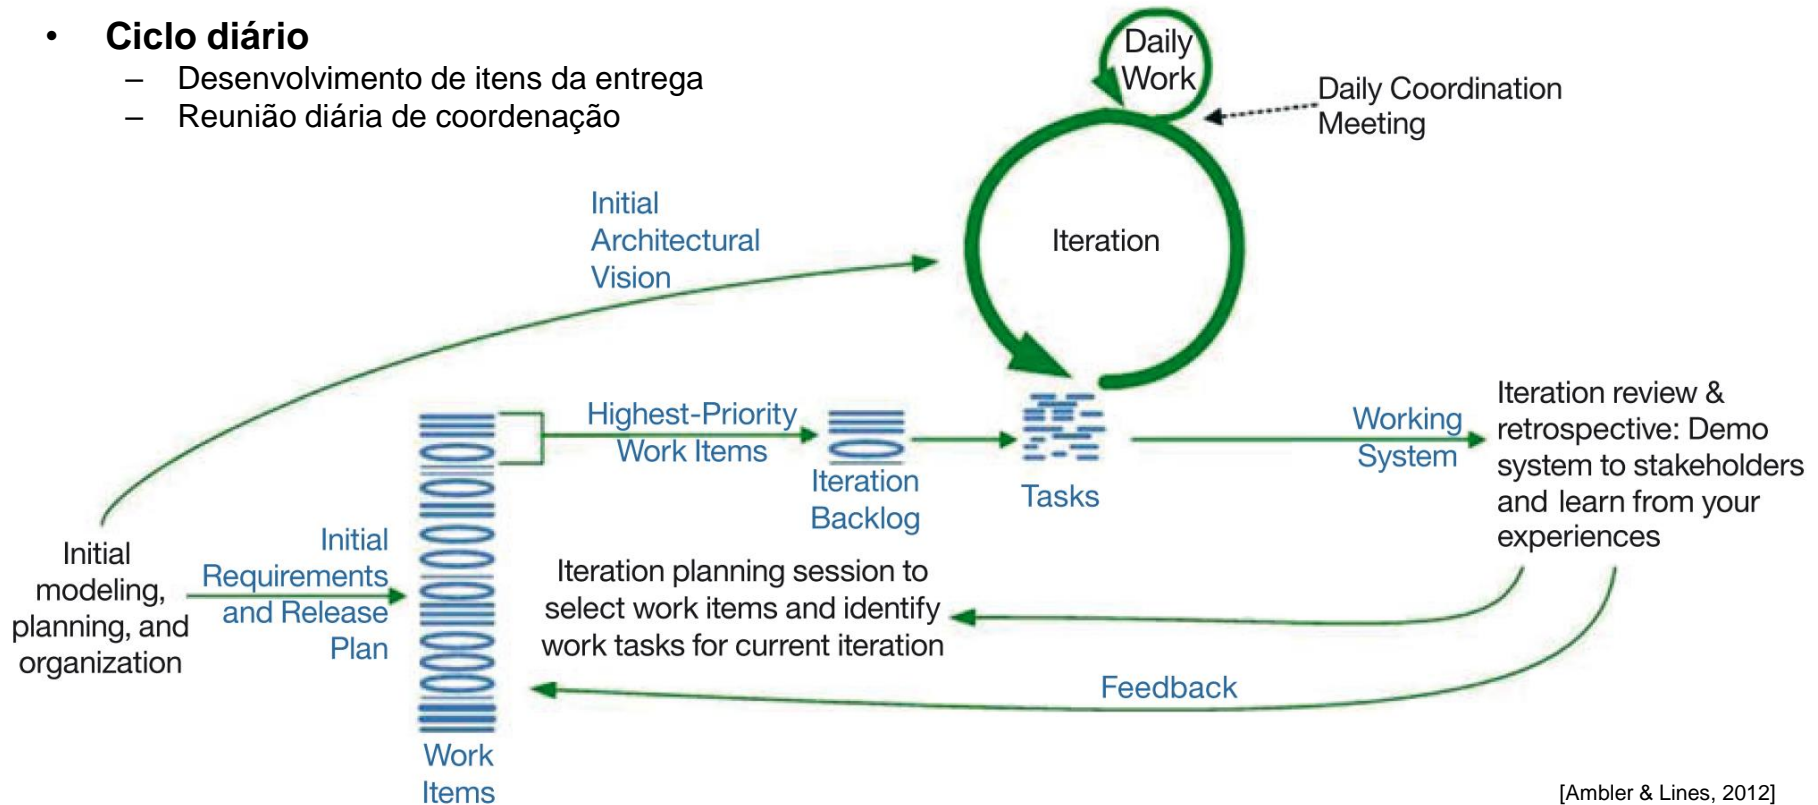 • Ciclo diário
– Desenvolvimento de itens da entrega
– Reunião diária de coordenação
Daily
Work
Daily Coordination
Meeting
Initial
Architectural
Vision
Iteration
Highest-Priority
Work Items
Iteration
Backlog
Tasks
Working
System
Iteration review &
retrospective: Demo
system to stakeholders
and learn from your
experiences
Initial
modeling,
planning, and
organization
Initial
Requirements
and Release
Plan
Iteration planning session to
select work items and identify
work tasks for current iteration
Feedback
Work
Items
[Ambler & Lines, 2012]